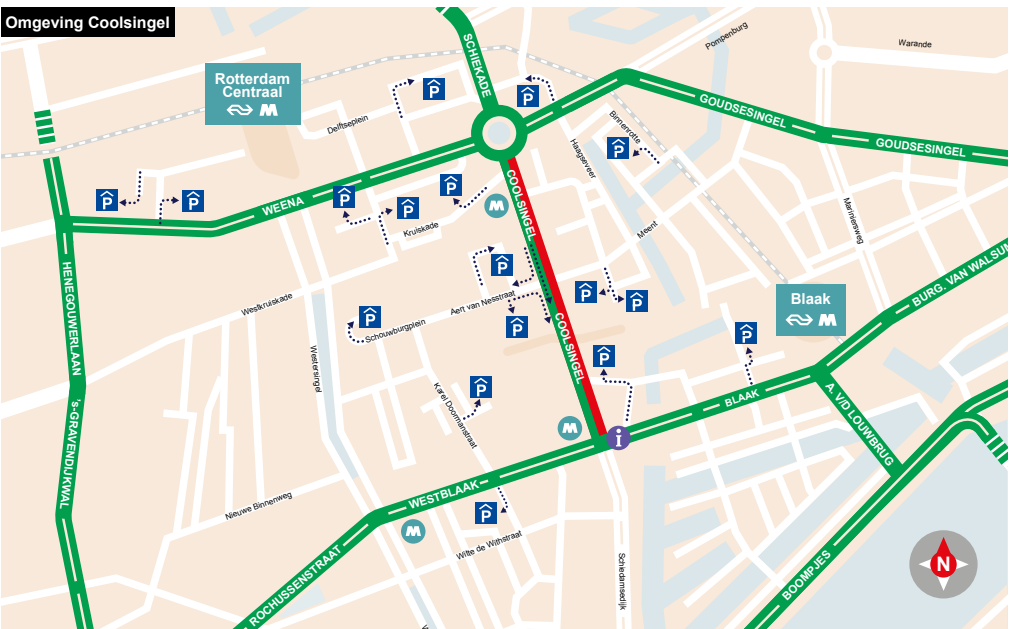 Omgeving Coolsingel
SCHIEKADE
Pompenburg
Warande
Rotterdam
Centraal
M
P
P
Delftseplein
Binnenrotte
GOUDSESINGEL
GOUDSESINGEL
Haagseveer
P
P
P
WEENA
P
P
P
M
COOLSINGEL
Kruiskade
Meent
Mariniersweg
HENEGOUWERLAAN
BURG. VAN WALSUM
P
P
P
Westkruiskade
Aert van Nesstraat
Blaak
M
P
Schouwburgplein
P
P
COOLSINGEL
P
Westersingel
P
Karel Doormanstraat
BLAAK
A. V/D LOUWBRUG
's-GRAVENDIJKWAL
M
i
Nieuwe Binnenweg
WESTBLAAK
P
M
Witte de Withstraat
Schiedamsedijk
ROCHUSSENSTRAAT
BOOMPJES
N